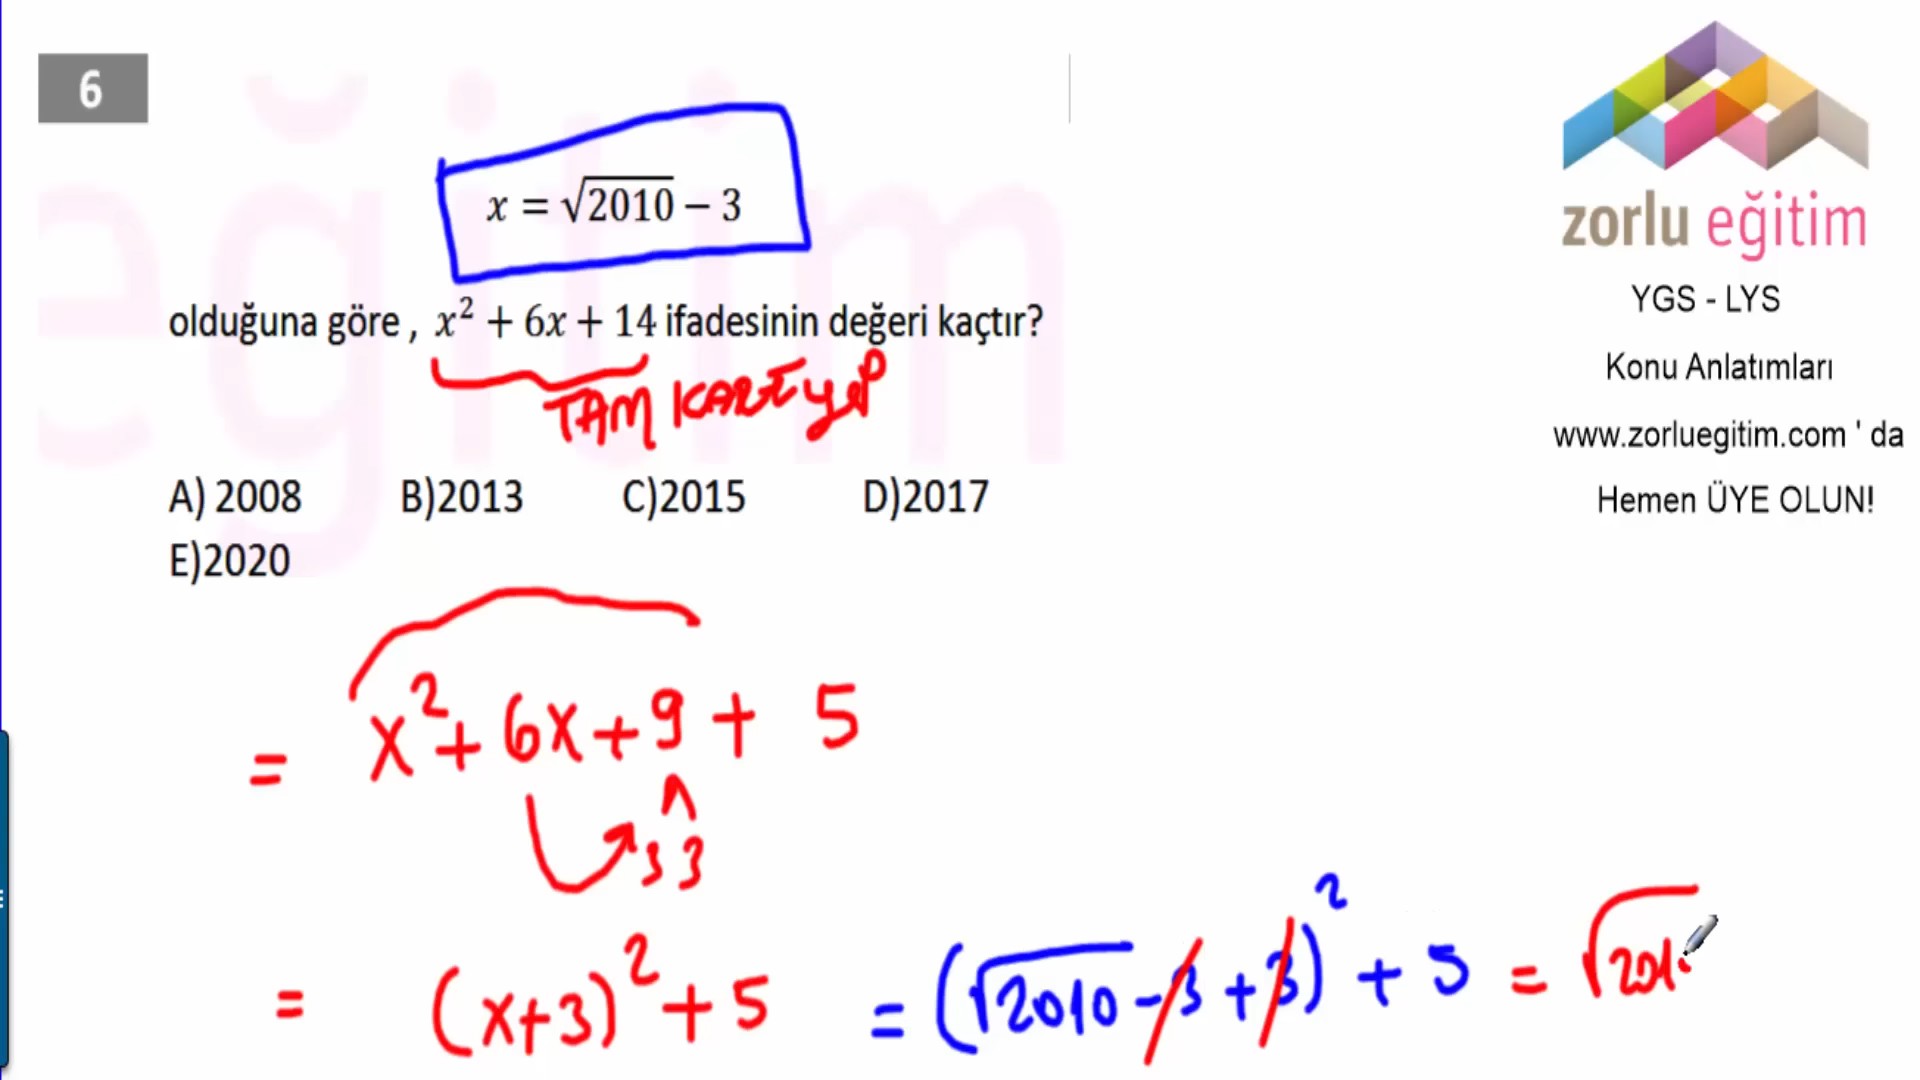 6
x = √2010 − 3
olduğuna göre , x² + 6x + 14 ifadesinin değeri kaçtır?
TAM KARE yap
A) 2008 B)2013 C)2015 D)2017
E)2020
= x² + 6x + 9 + 5
3 3
= (x+3)² + 5 = (√2010 - 3 + 3)² + 5 = √201
zorlu eğitim
YGS - LYS
Konu Anlatımları
www.zorluegitim.com ' da
Hemen ÜYE OLUN!
eğitim